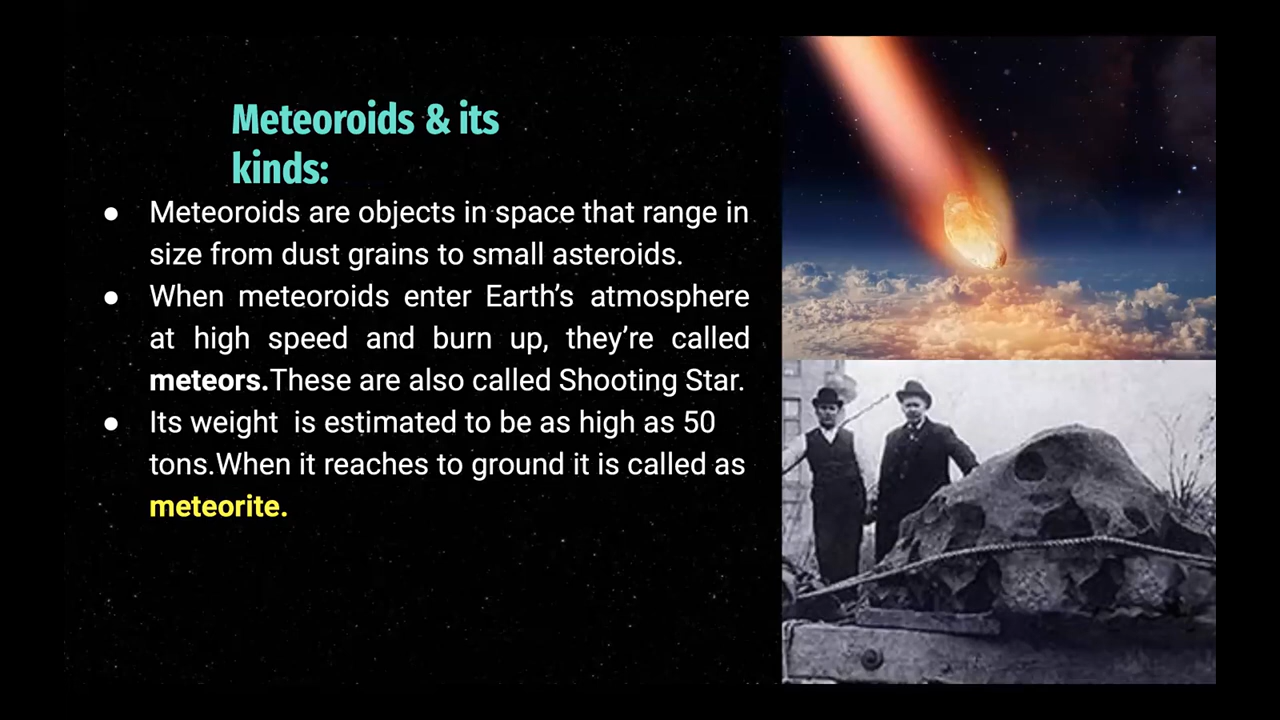 Meteoroids & its
kinds:
● Meteoroids are objects in space that range in
size from dust grains to small asteroids.
● When meteoroids enter Earth’s atmosphere
at high speed and burn up, they’re called
meteors.These are also called Shooting Star.
● Its weight  is estimated to be as high as 50
tons.When it reaches to ground it is called as
meteorite.